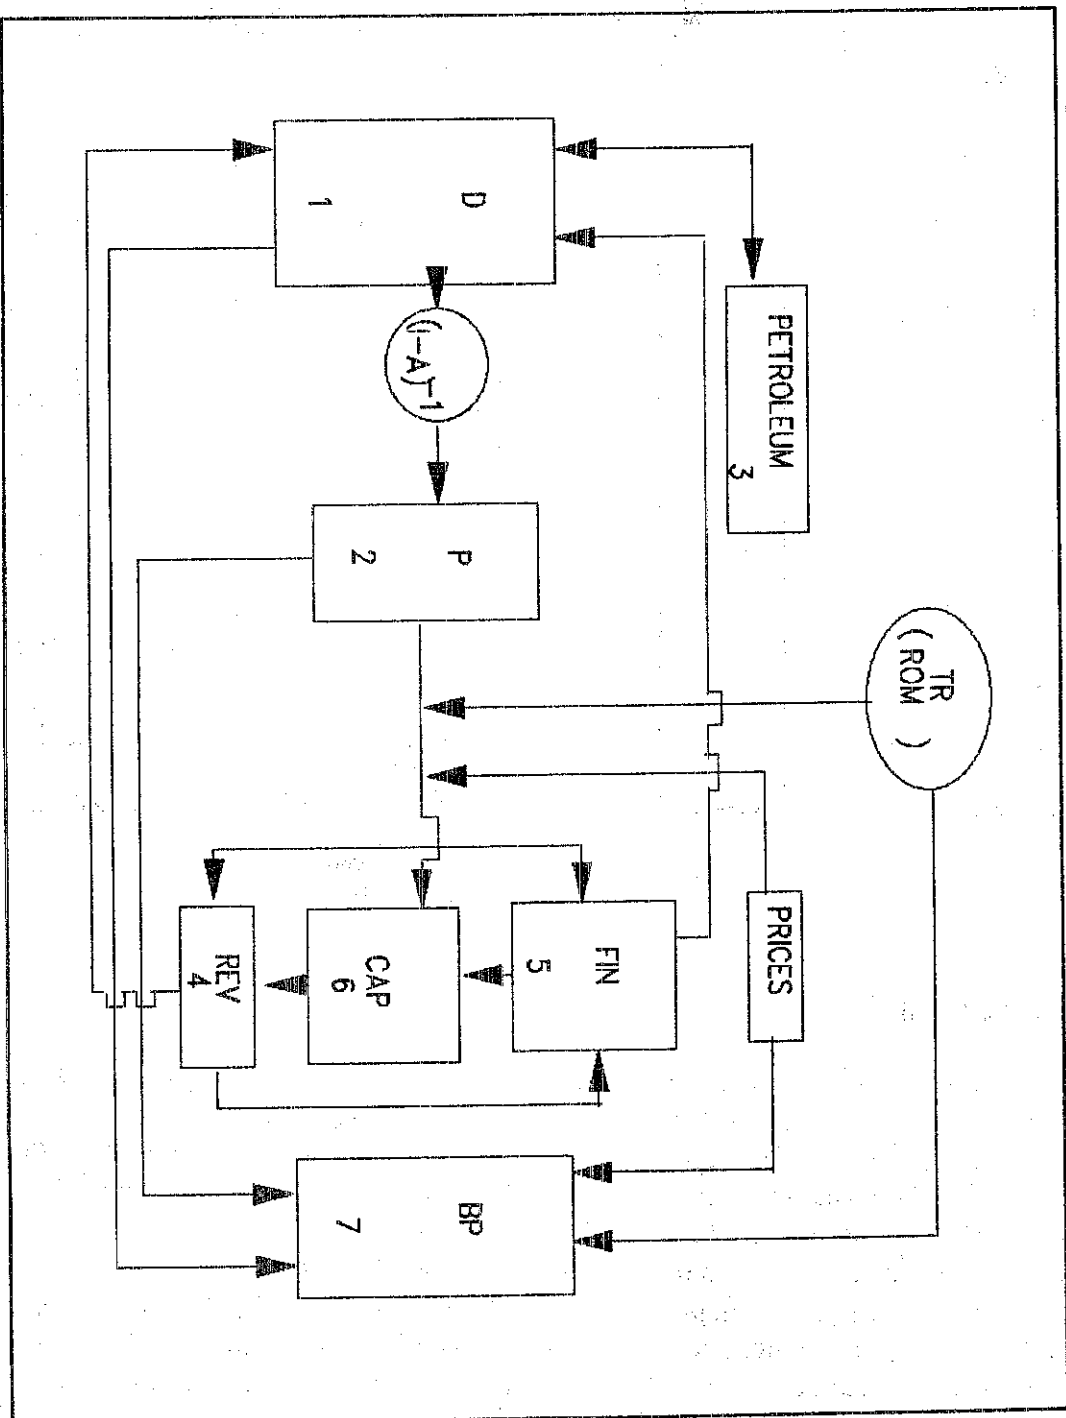 TR
( ROM )
PETROLEUM
3
PRICES
D
1
(I-A)-1
P
2
FIN
5
CAP
6
REV
4
BP
7